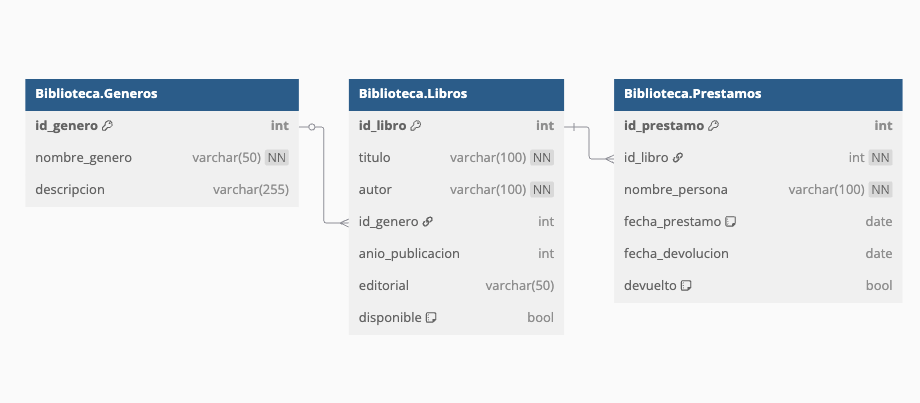 Biblioteca.Generos
id_genero int
nombre_genero varchar(50) NN
descripcion varchar(255)
Biblioteca.Libros
id_libro int
titulo varchar(100) NN
autor varchar(100) NN
id_genero int
anio_publicacion int
editorial varchar(50)
disponible bool
Biblioteca.Prestamos
id_prestamo int
id_libro int NN
nombre_persona varchar(100) NN
fecha_prestamo date
fecha_devolucion date
devuelto bool